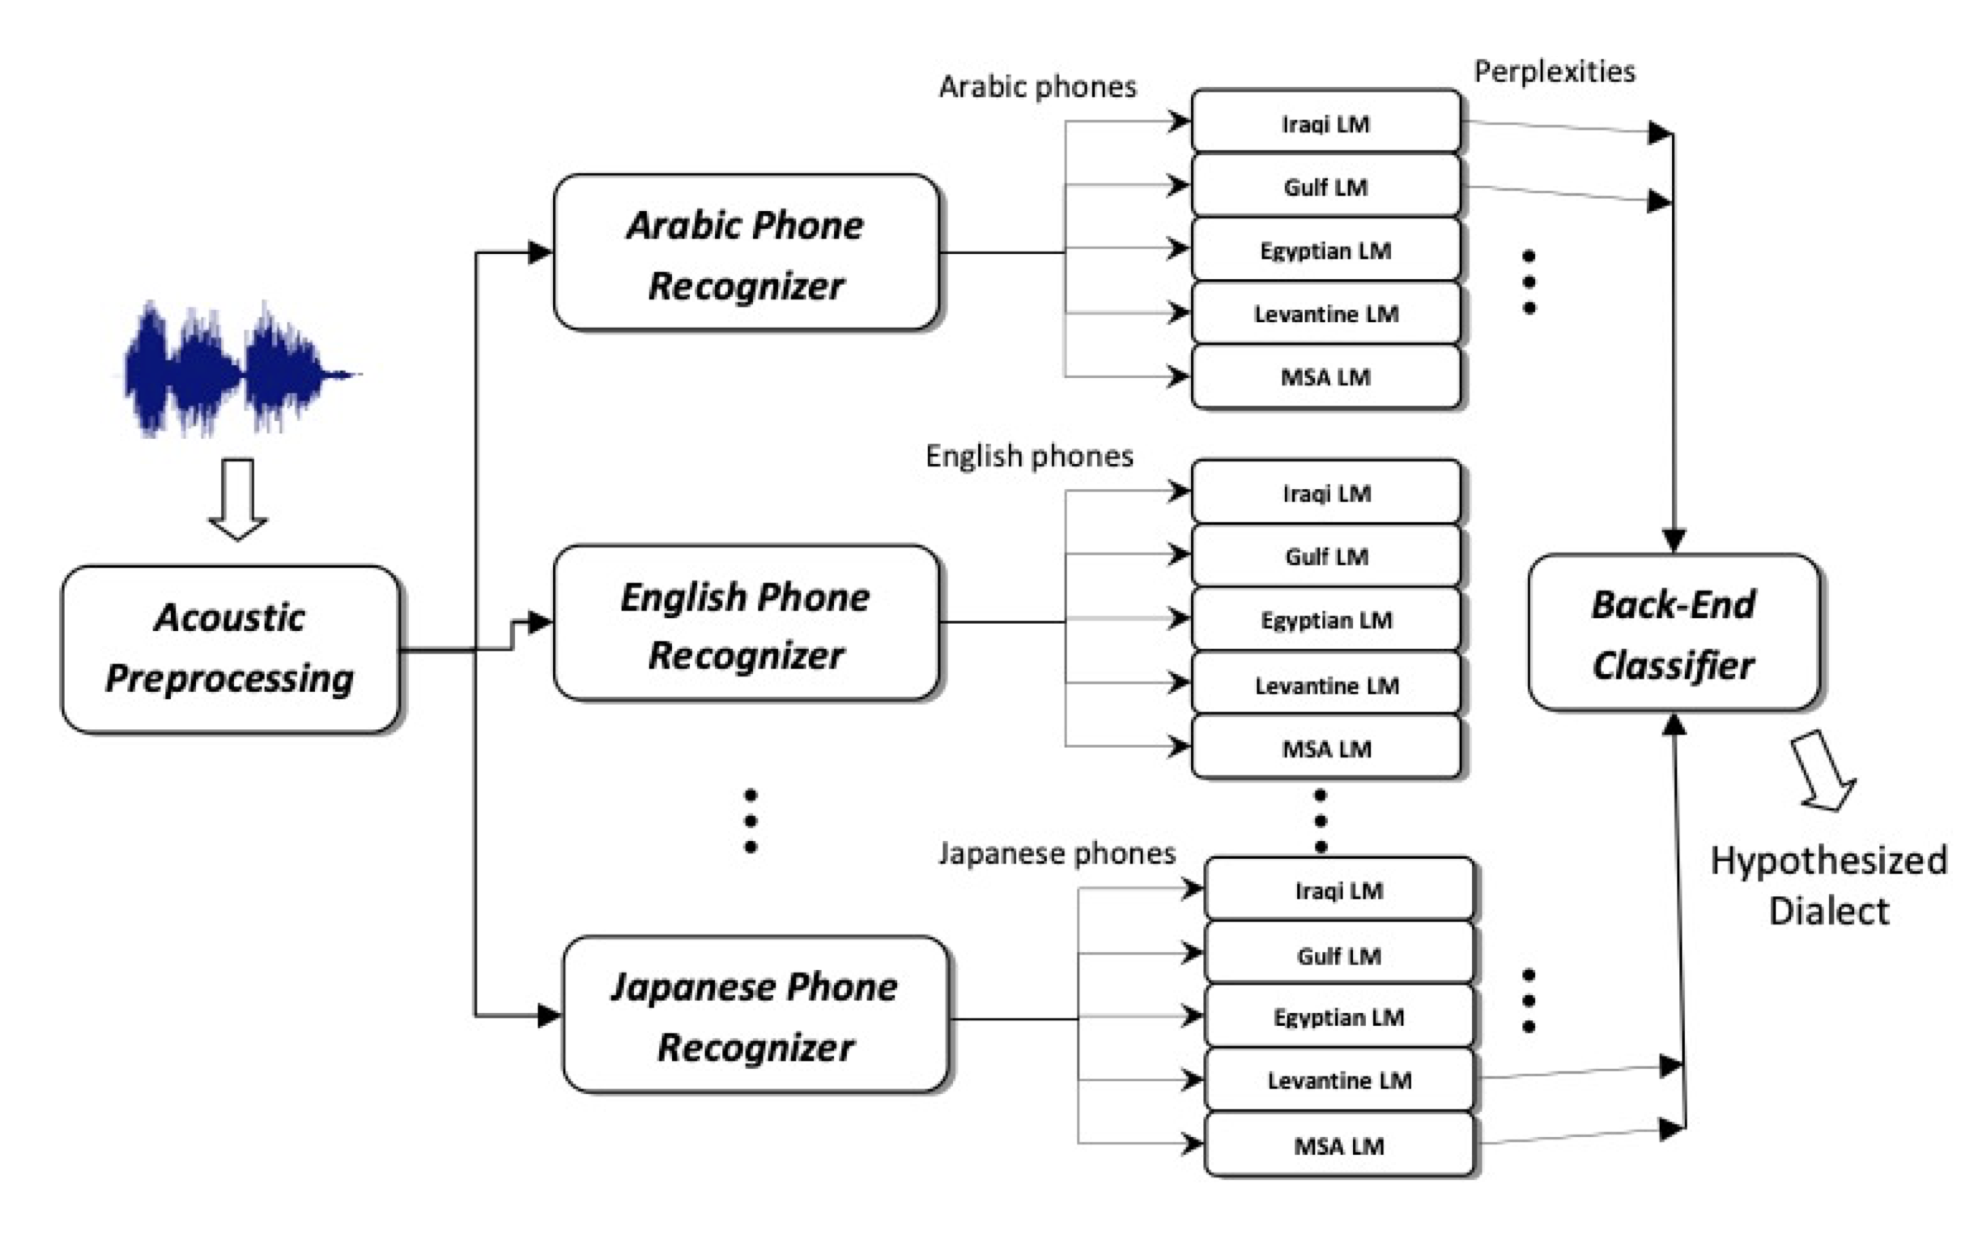 Perplexities
Arabic phones
Iraqi LM
Gulf LM
Egyptian LM
Levantine LM
MSA LM
Arabic Phone
Recognizer
English phones
Iraqi LM
Gulf LM
Egyptian LM
Levantine LM
MSA LM
Acoustic
Preprocessing
English Phone
Recognizer
Back-End
Classifier
Japanese phones
Iraqi LM
Gulf LM
Egyptian LM
Levantine LM
MSA LM
Japanese Phone
Recognizer
Hypothesized
Dialect